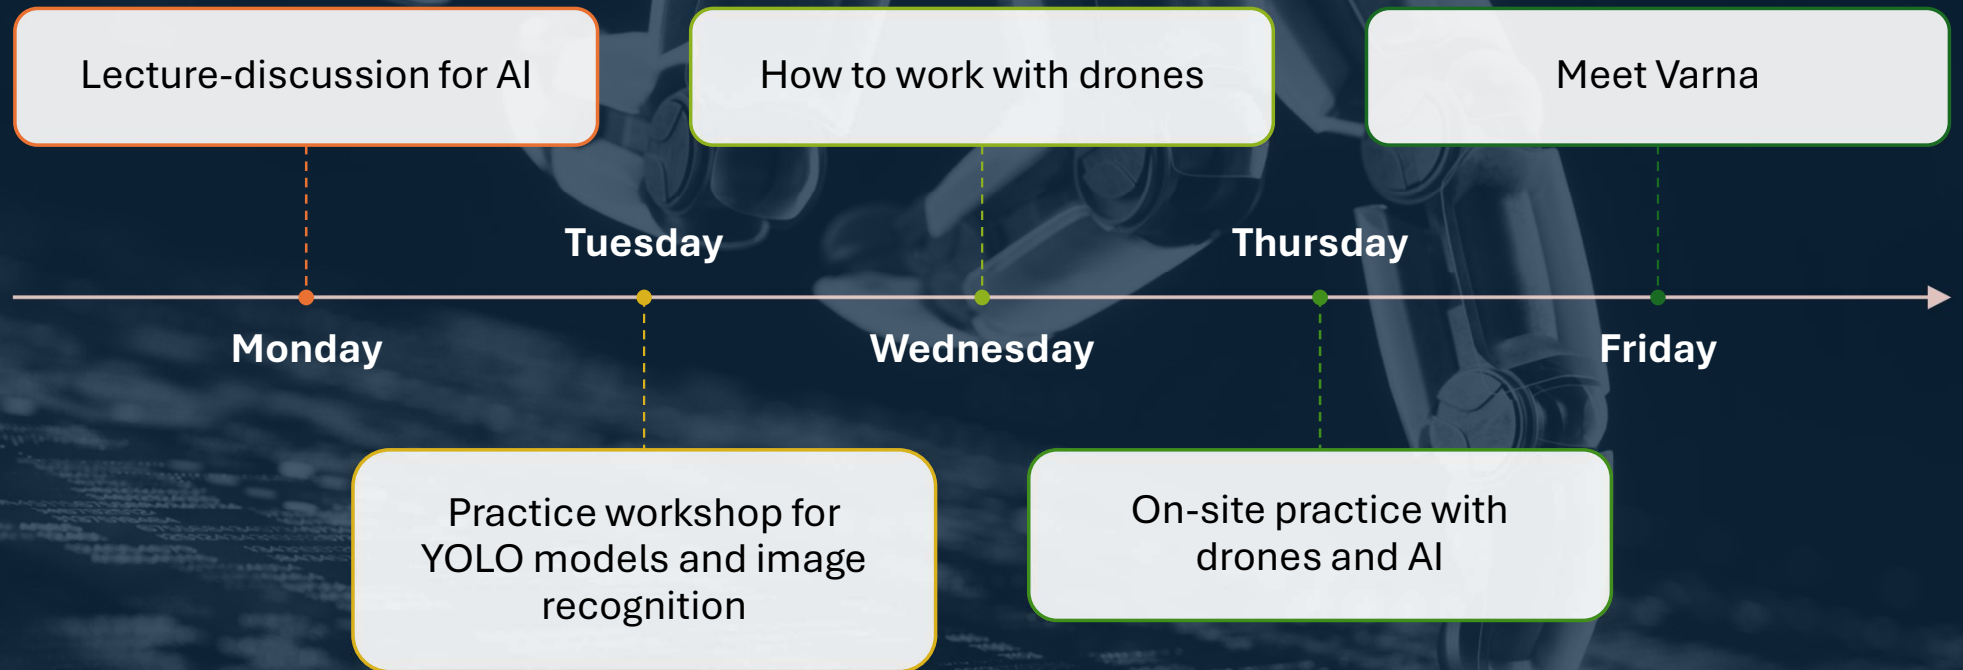 Lecture-discussion for AI
How to work with drones
Meet Varna
Tuesday
Thursday
Monday
Wednesday
Friday
Practice workshop for
YOLO models and image
recognition
On-site practice with
drones and AI